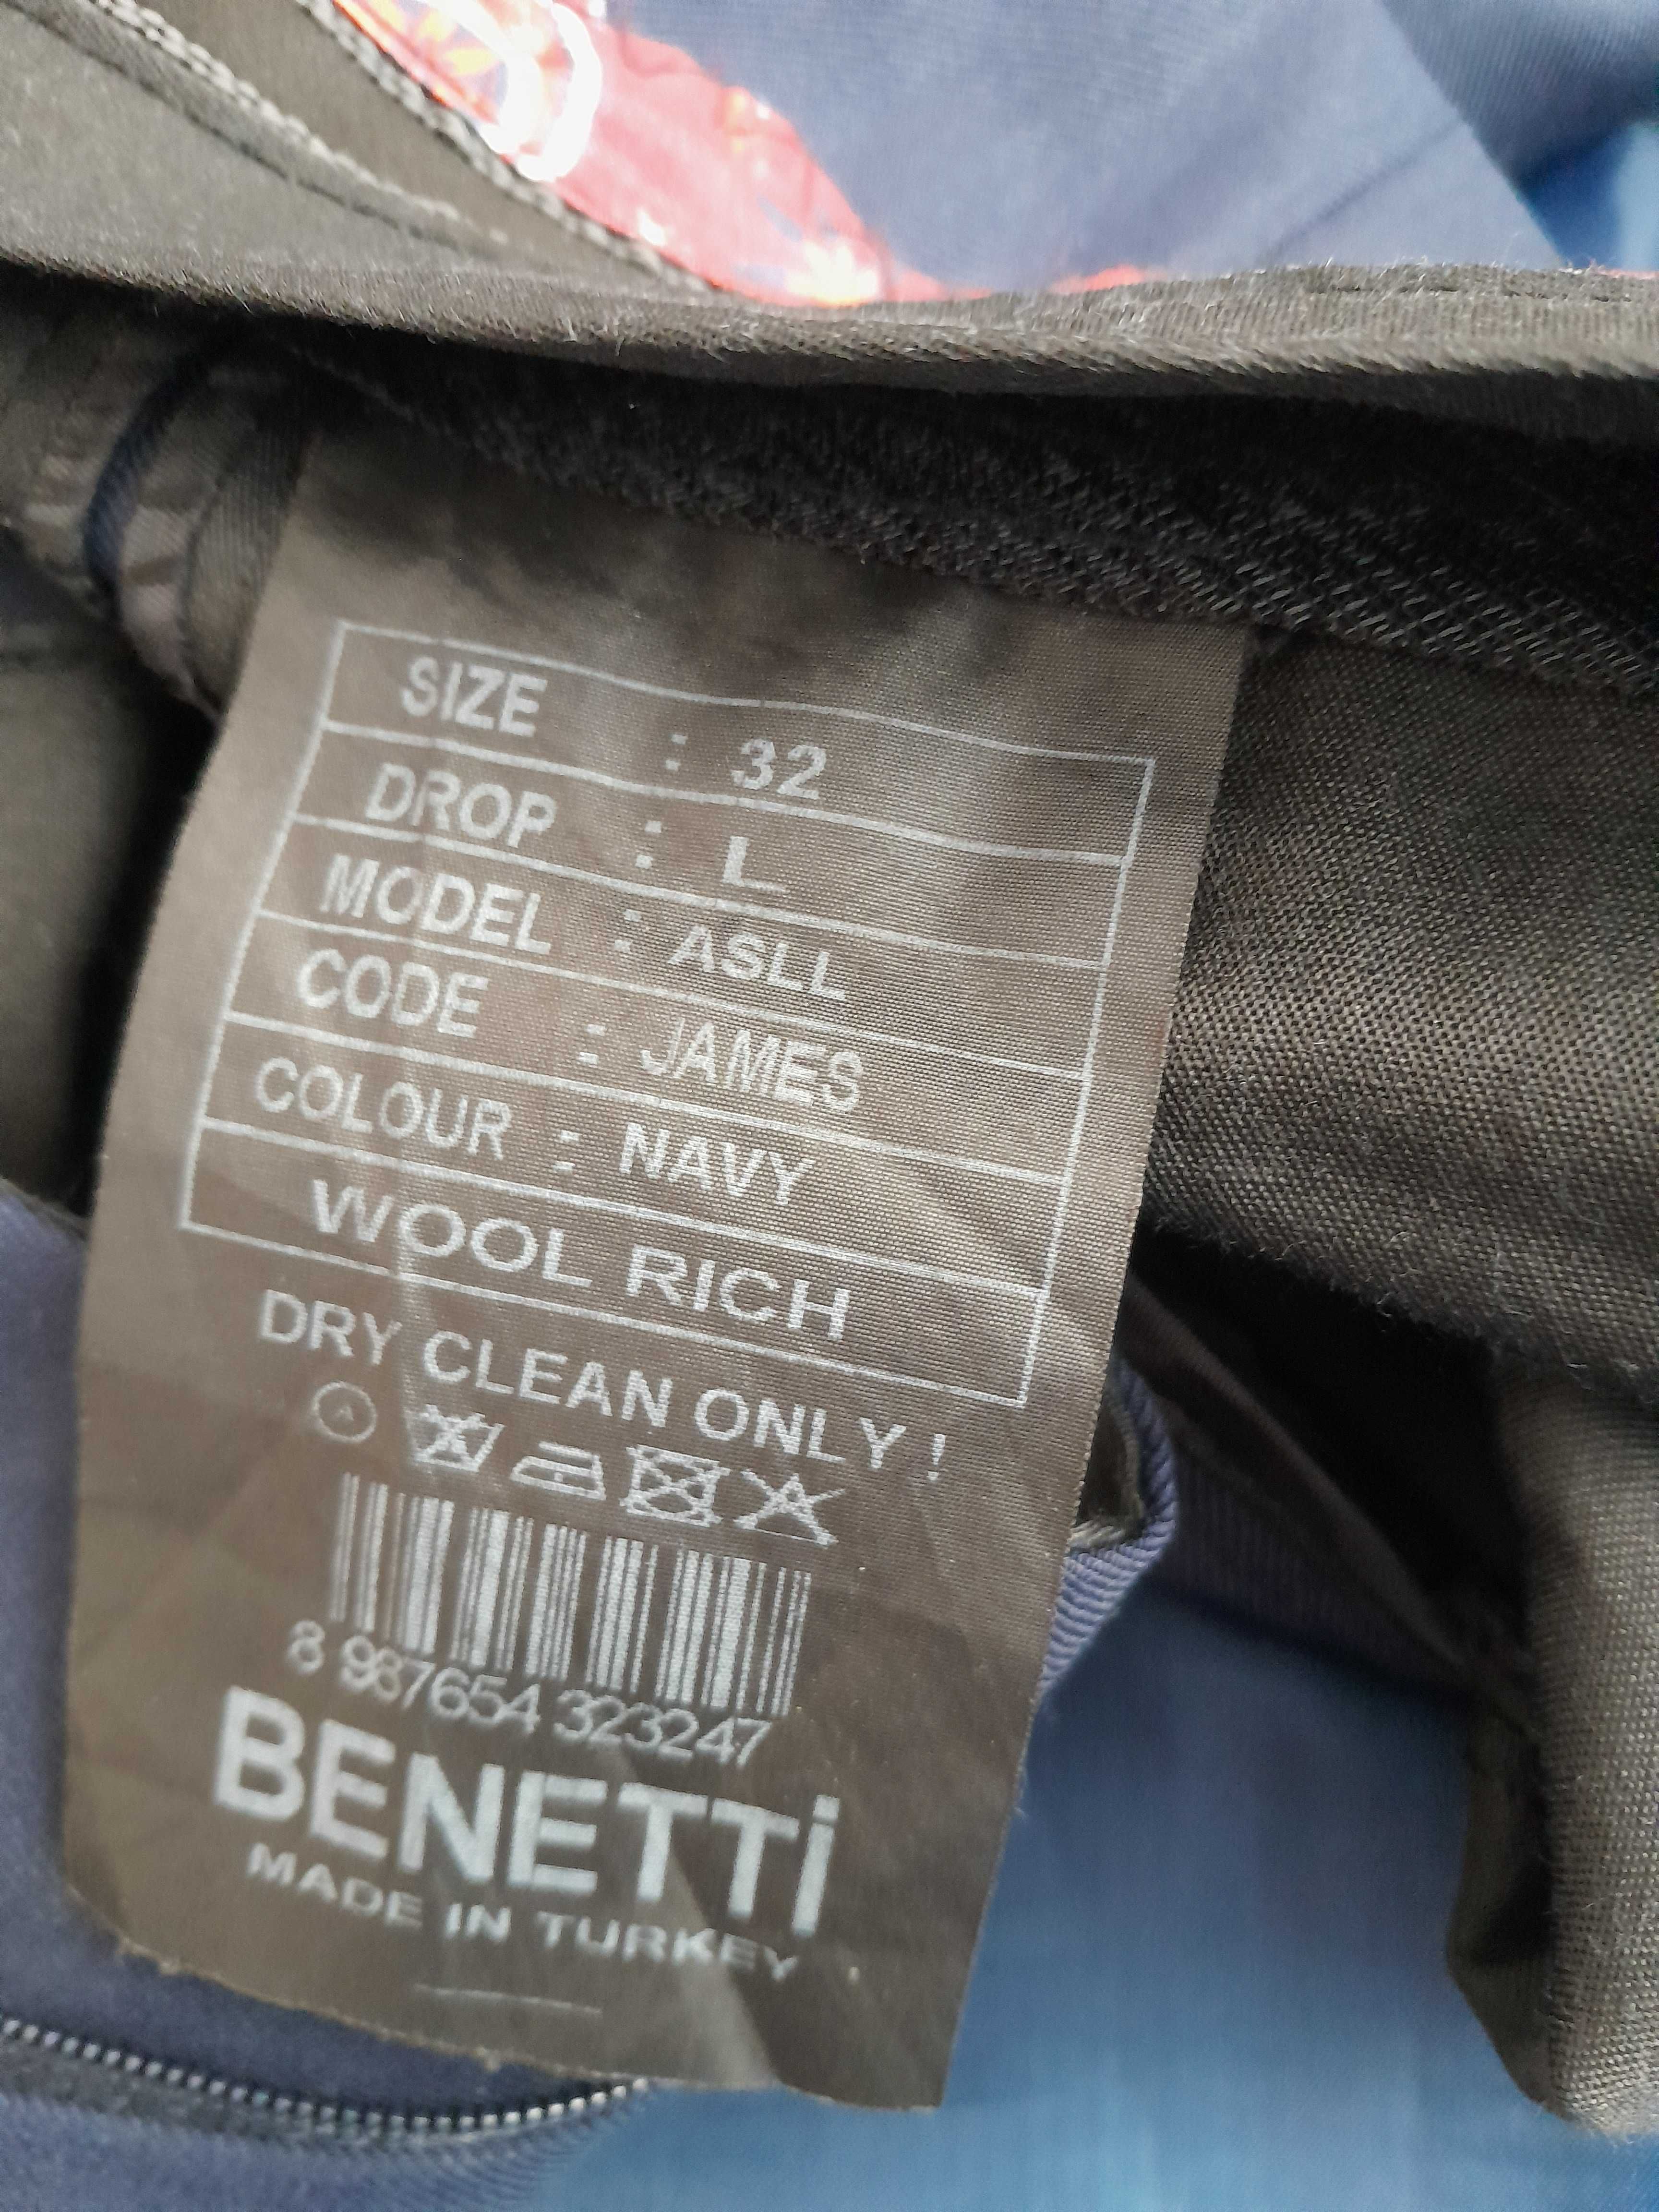 SIZE : 32
DROP : L
MODEL : ASLL
CODE : JAMES
COLOUR : NAVY
WOOL RICH
DRY CLEAN ONLY !
A
8 987654 323247
BENETTİ
MADE IN TURKEY